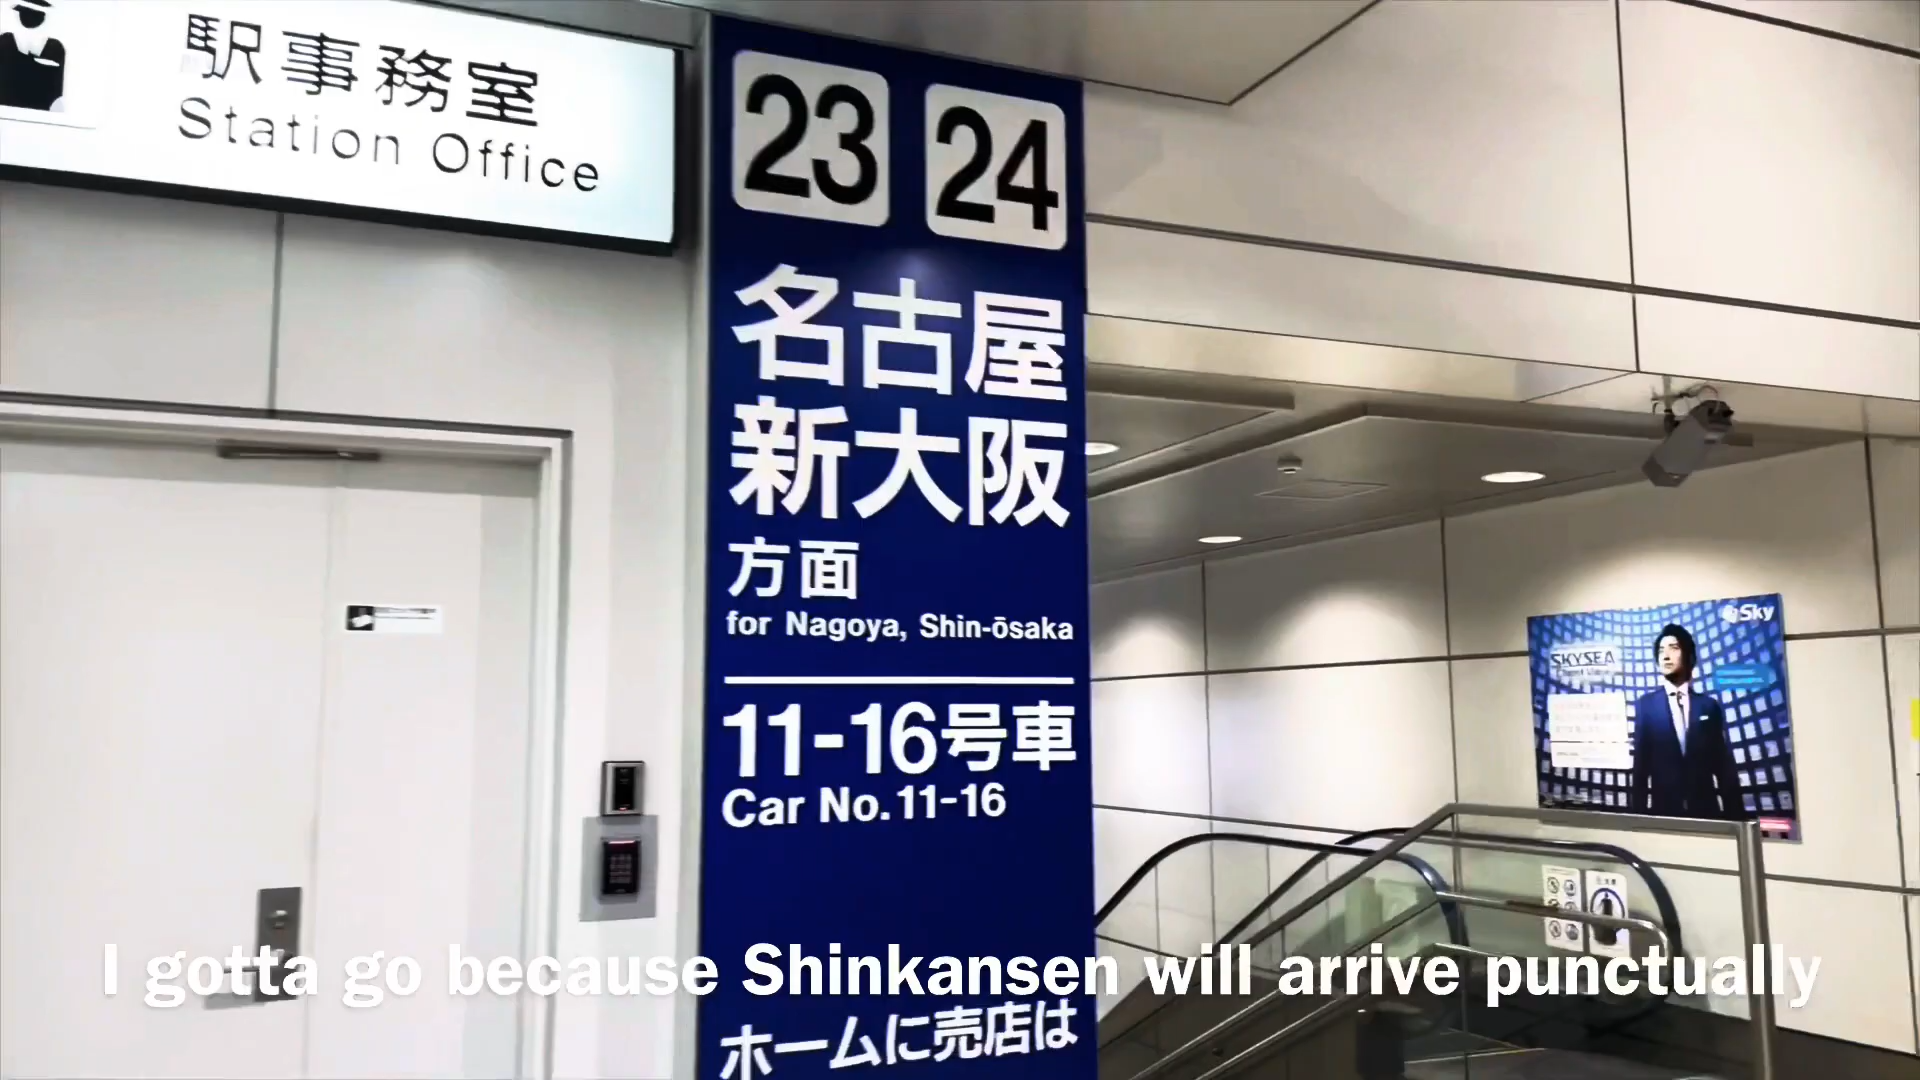 駅事務室
Station Office
23 24
名古屋
新大阪
方面
for Nagoya, Shin-ōsaka
11-16号車
Car No. 11-16
ホームに売店は
Sky
SKYSEA
Client View
I gotta go because Shinkansen will arrive punctually